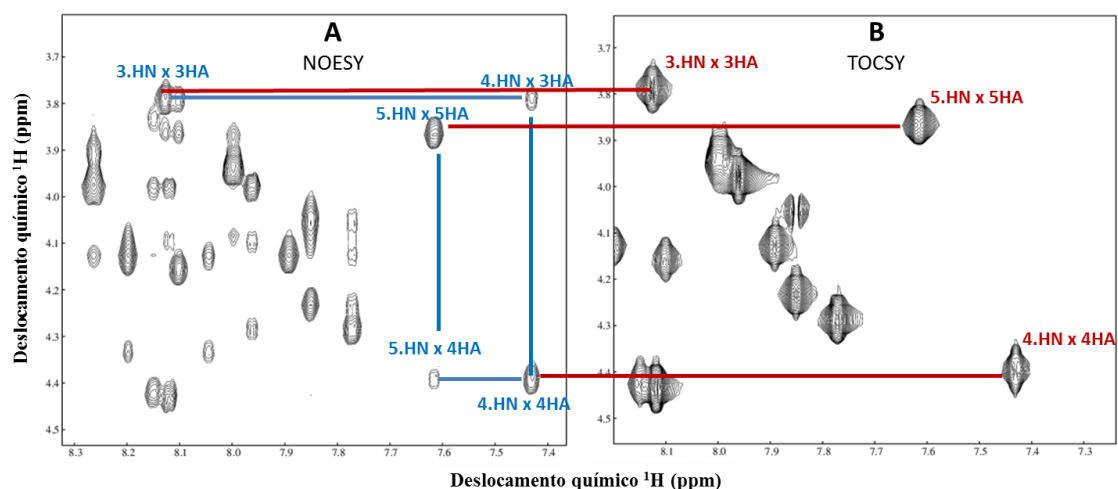 A
NOESY
B
TOCSY
3.HN x 3HA
4.HN x 3HA
5.HN x 5HA
5.HN x 4HA
4.HN x 4HA
3.HN x 3HA
5.HN x 5HA
4.HN x 4HA
3.7
3.8
3.9
4.0
4.1
4.2
4.3
4.4
4.5
3.7
3.8
3.9
4.0
4.1
4.2
4.3
4.4
4.5
8.3 8.2 8.1 8.0 7.9 7.8 7.7 7.6 7.5 7.4
8.1 8.0 7.9 7.8 7.7 7.6 7.5 7.4 7.3
Deslocamento químico ¹H (ppm)
Deslocamento químico ¹H (ppm)